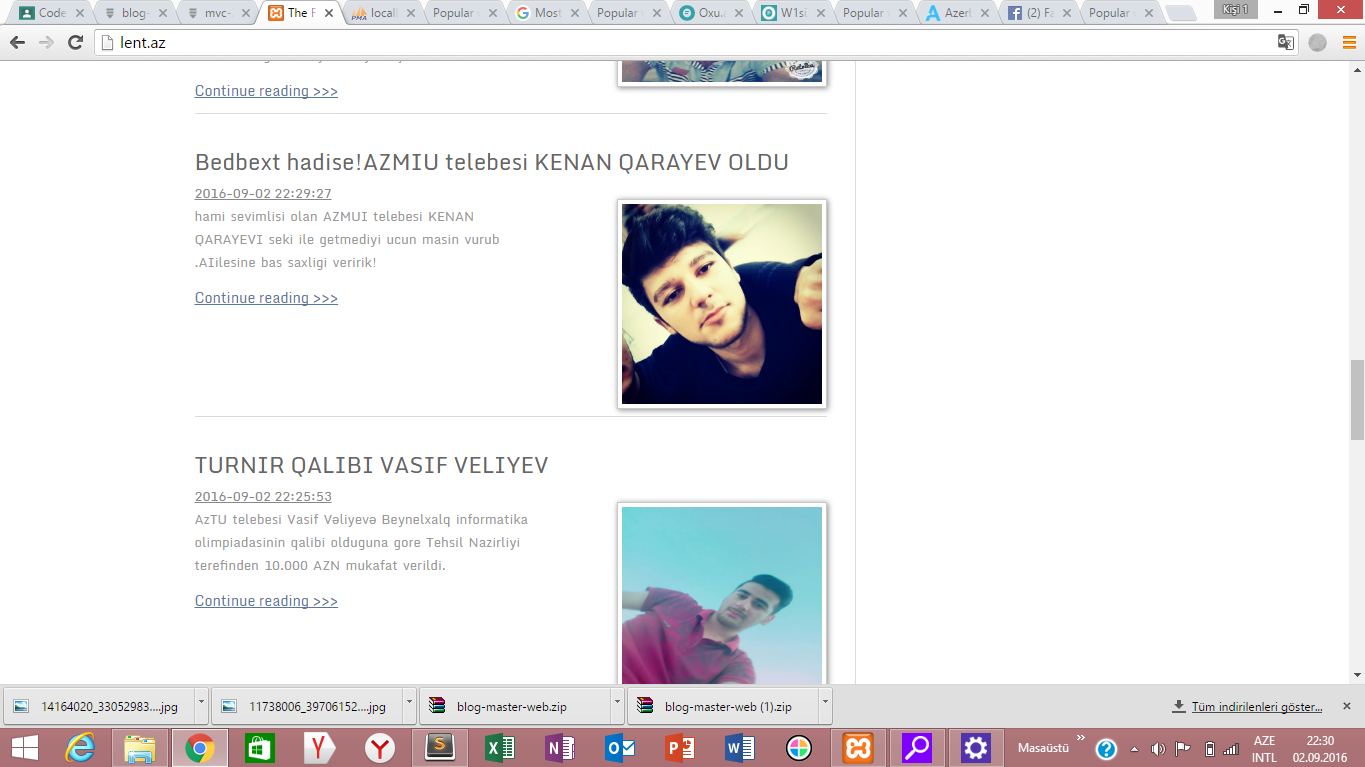 Code
blog-
mvc-
The F
locall
Popular
Most
Popular
Oxu.a
W1si
Popular
Azerı
(2) Fa
Popular
Kişi 1
lent.az
Continue reading >>>
Bedbext hadise!AZMIU telebesi KENAN QARAYEV OLDU
2016-09-02 22:29:27
hami sevimlisi olan AZMUI telebesi KENAN
QARAYEVI seki ile getmediyi ucun masin vurub
.AIilesine bas saxligi veririk!
Continue reading >>>
TURNIR QALIBI VASIF VELIYEV
2016-09-02 22:25:53
AzTU telebesi Vasif Vəliyevə Beynelxalq informatika
olimpiadasinin qalibi olduguna gore Tehsil Nazirliyi
terefinden 10.000 AZN mukafat verildi.
Continue reading >>>
14164020_33052983....jpg
11738006_39706152....jpg
blog-master-web.zip
blog-master-web (1).zip
Tüm indirilenleri göster...
Masaüstü
AZE
INTL
22:30
02.09.2016